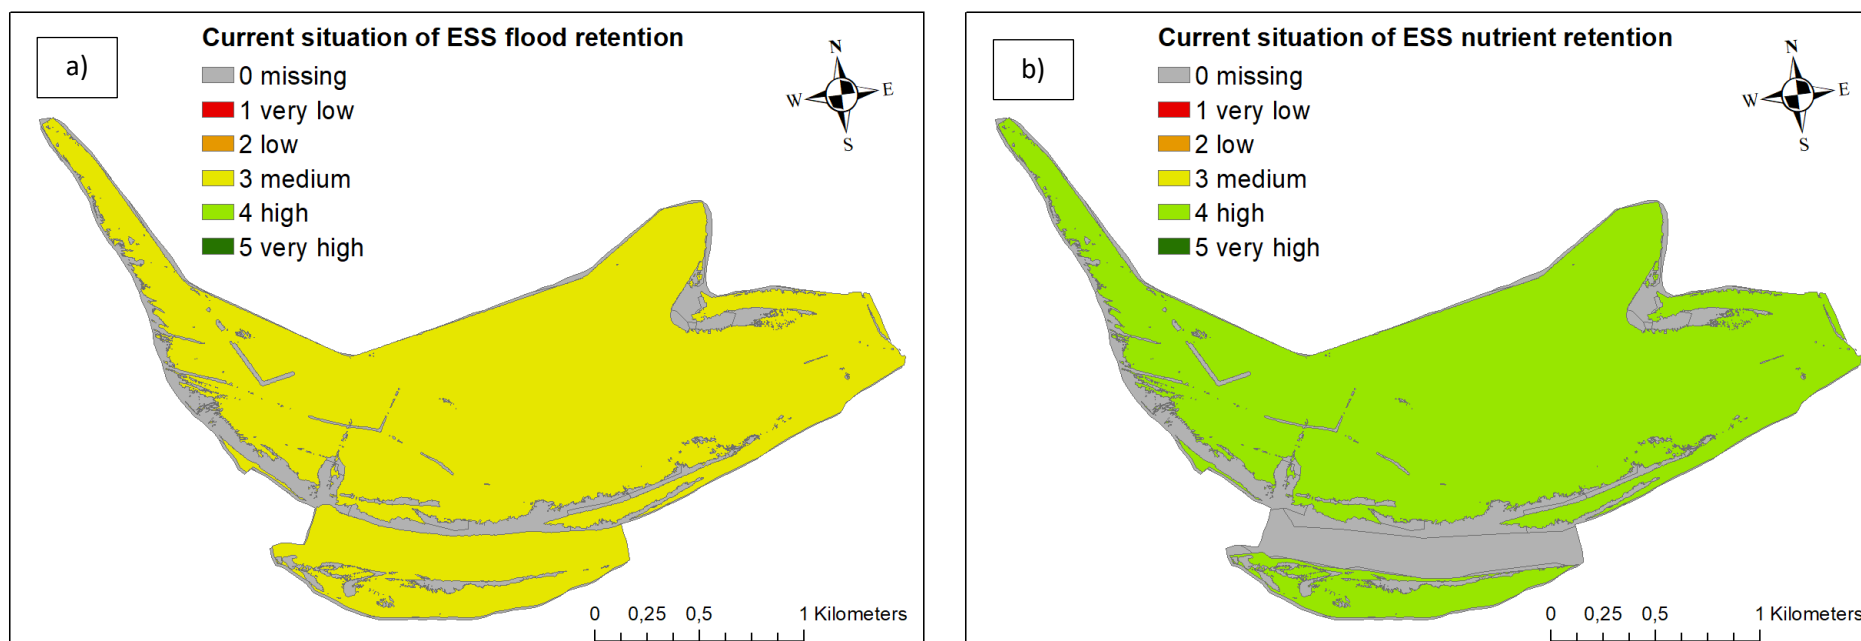 a)
Current situation of ESS flood retention
0 missing
1 very low
2 low
3 medium
4 high
5 very high
N
W E
S
0 0,25 0,5 1 Kilometers
b)
Current situation of ESS nutrient retention
0 missing
1 very low
2 low
3 medium
4 high
5 very high
N
W E
S
0 0,25 0,5 1 Kilometers